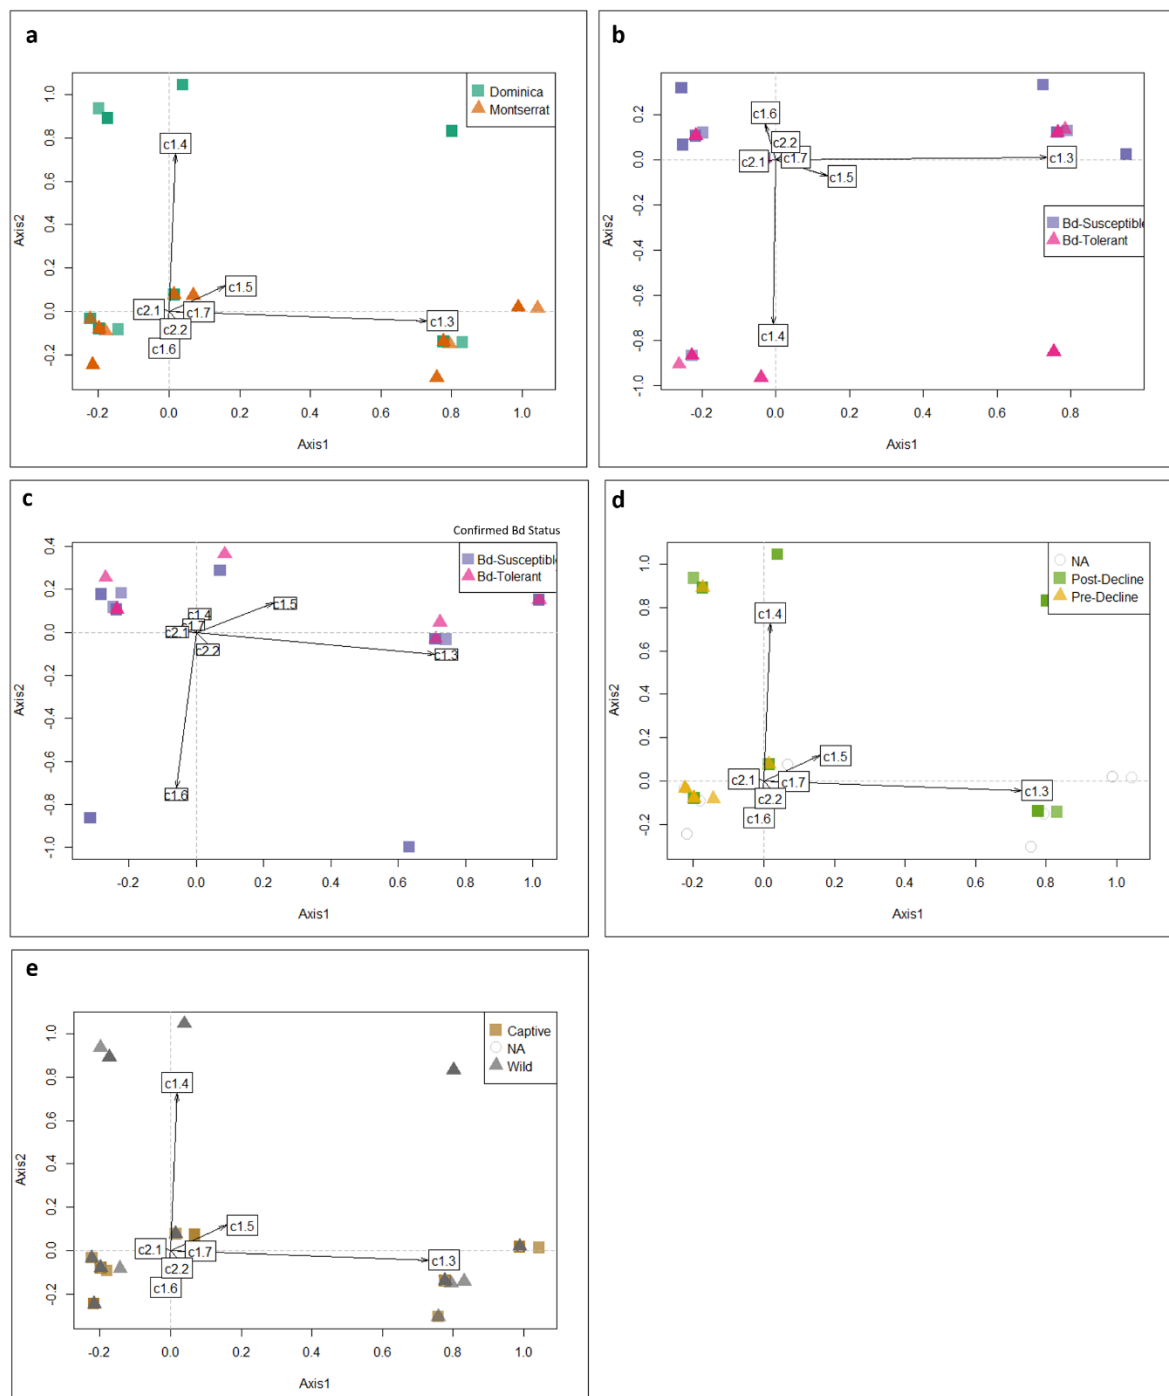 a
Dominica
Montserrat
c1.4
c1.5
c2.1
c1.7
c1.3
c2.2
c1.6
1.0
0.8
0.6
0.4
0.2
0.0
-0.2
Axis2
-0.2
0.0
0.2
0.4
0.6
0.8
1.0
Axis1
b
c1.6
c2.2
c2.1
c1.7
c1.3
c1.5
Bd-Susceptible
Bd-Tolerant
c1.4
0.2
0.0
-0.2
-0.4
-0.6
-0.8
-1.0
Axis2
-0.2
0.0
0.2
0.4
0.6
0.8
Axis1
c
Confirmed Bd Status
Bd-Susceptible
Bd-Tolerant
c1.5
c1.4
c1.7
c2.1
c2.2
c1.3
c1.6
0.4
0.2
0.0
-0.2
-0.4
-0.6
-0.8
-1.0
Axis2
-0.2
0.0
0.2
0.4
0.6
0.8
1.0
Axis1
d
NA
Post-Decline
Pre-Decline
c1.4
c1.5
c2.1
c1.7
c1.3
c2.2
c1.6
1.0
0.8
0.6
0.4
0.2
0.0
-0.2
Axis2
-0.2
0.0
0.2
0.4
0.6
0.8
1.0
Axis1
e
Captive
NA
Wild
c1.4
c1.5
c2.1
c1.7
c1.3
c2.2
c1.6
1.0
0.8
0.6
0.4
0.2
0.0
-0.2
Axis2
-0.2
0.0
0.2
0.4
0.6
0.8
1.0
Axis1